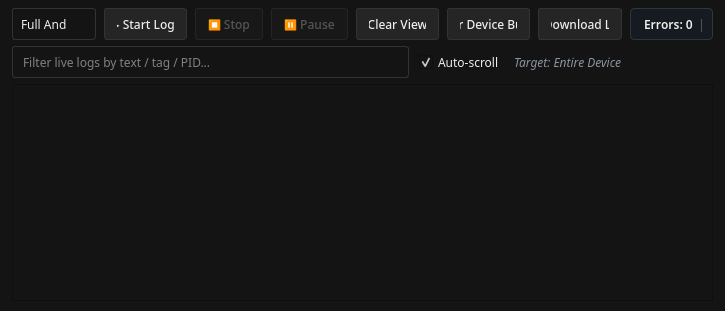 Full And Start Log Stop Pause Clear View Device Bu ownload L Errors: 0 |
Filter live logs by text / tag / PID... Auto-scroll Target: Entire Device